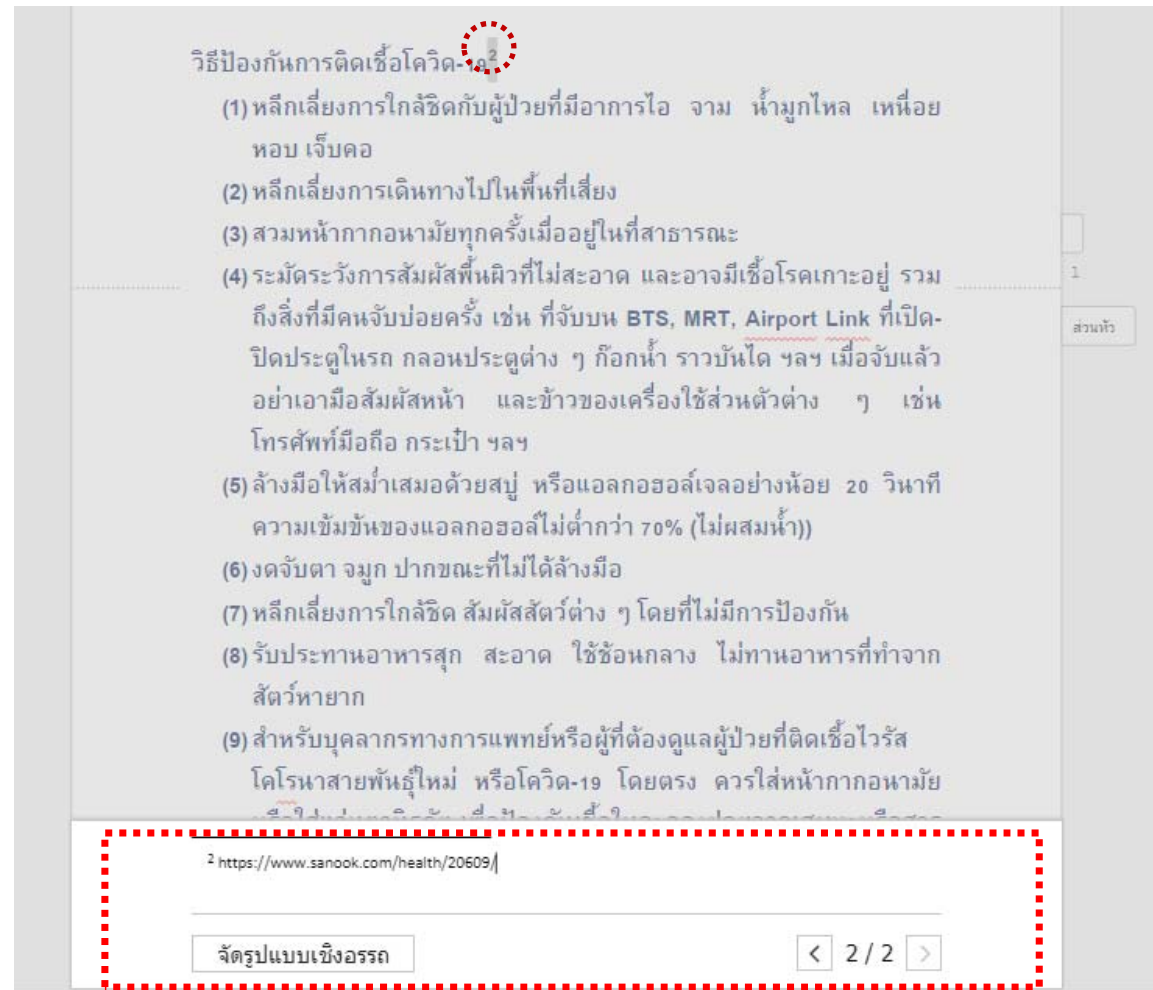 วิธีป้องกันการติดเชื้อโควิด-19²
(1) หลีกเลี่ยงการใกล้ชิดกับผู้ป่วยที่มีอาการไอ จาม น้ำมูกไหล เหนื่อย
หอบ เจ็บคอ
(2) หลีกเลี่ยงการเดินทางไปในพื้นที่เสี่ยง
(3) สวมหน้ากากอนามัยทุกครั้งเมื่ออยู่ในที่สาธารณะ
(4) ระมัดระวังการสัมผัสพื้นผิวที่ไม่สะอาด และอาจมีเชื้อโรคเกาะอยู่ รวม
1
ถึงสิ่งที่มีคนจับบ่อยครั้ง เช่น ที่จับบน BTS, MRT, Airport Link ที่เปิด-
ส่วนหัว
ปิดประตูในรถ กลอนประตูต่าง ๆ ก๊อกน้ำ ราวบันได ฯลฯ เมื่อจับแล้ว
อย่าเอามือสัมผัสหน้า และข้าวของเครื่องใช้ส่วนตัวต่าง ๆ เช่น
โทรศัพท์มือถือ กระเป๋า ฯลฯ
(5) ล้างมือให้สม่ำเสมอด้วยสบู่ หรือแอลกอฮอล์เจลอย่างน้อย 20 วินาที
ความเข้มข้นของแอลกอฮอล์ไม่ต่ำกว่า 70% (ไม่ผสมน้ำ))
(6) งดจับตา จมูก ปากขณะที่ไม่ได้ล้างมือ
(7) หลีกเลี่ยงการใกล้ชิด สัมผัสสัตว์ต่าง ๆ โดยที่ไม่มีการป้องกัน
(8) รับประทานอาหารสุก สะอาด ใช้ช้อนกลาง ไม่ทานอาหารที่ทำจาก
สัตว์หายาก
(9) สำหรับบุคลากรทางการแพทย์หรือผู้ที่ต้องดูแลผู้ป่วยที่ติดเชื้อไวรัส
โคโรนาสายพันธุ์ใหม่ หรือโควิด-19 โดยตรง ควรใส่หน้ากากอนามัย
² https://www.sanook.com/health/20609/
จัดรูปแบบเชิงอรรถ
< 2 / 2 >